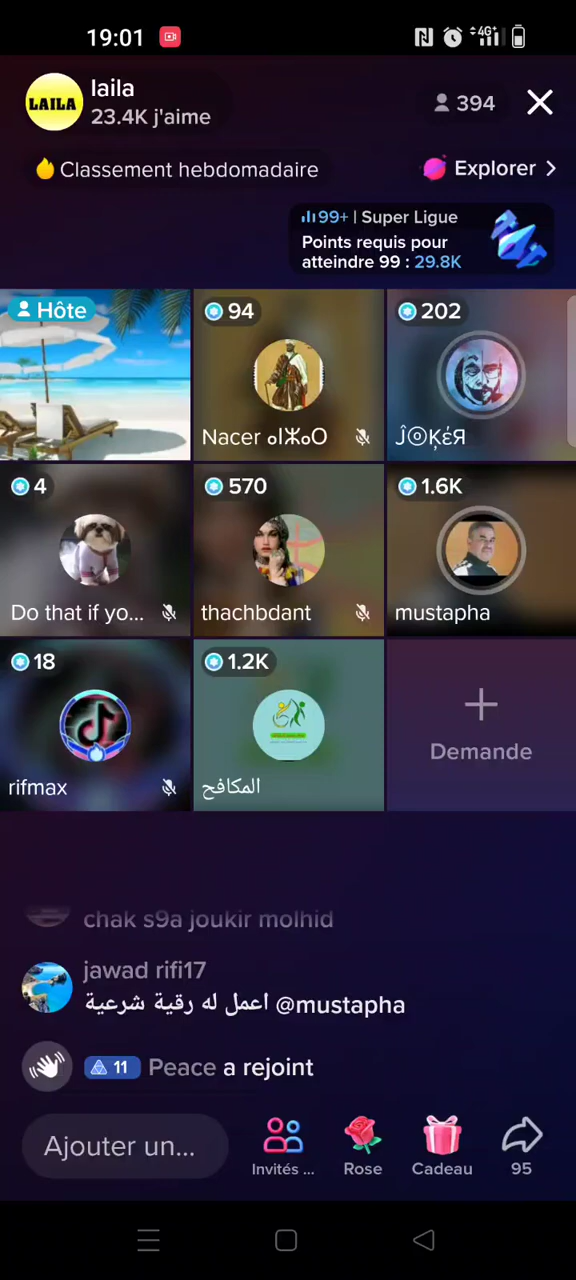 19:01
4G+
laila
LAILA
23.4K j'aime
394
Classement hebdomadaire
Explorer >
99+ | Super Ligue
Points requis pour
atteindre 99 : 29.8K
Hôte
94
202
Nacer ⴰⵏⵣⴰⵔ
4
570
1.6K
Do that if yo...
thachbdant
mustapha
18
1.2K
Demande
rifmax
المكافح
chak s9a joukir molhid
jawad rifi17
اعمل له رقية شرعية @mustapha
11 Peace a rejoint
Ajouter un...
Invités ...
Rose
Cadeau
95